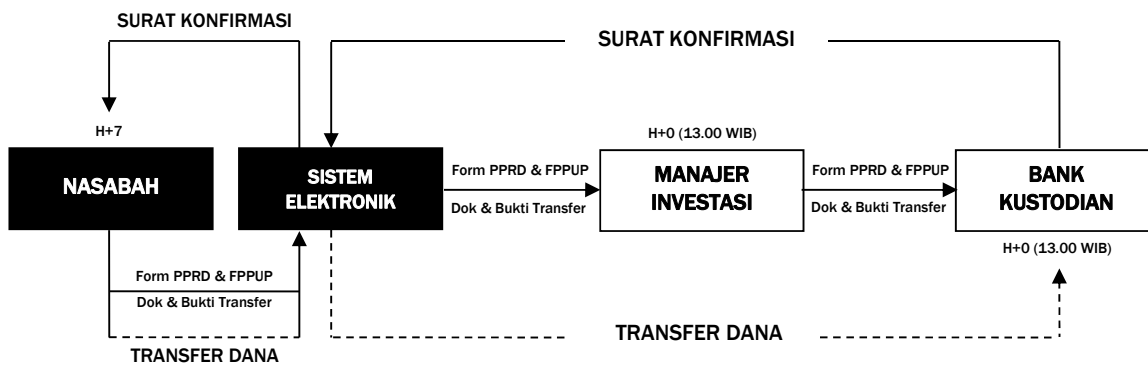 SURAT KONFIRMASI
SURAT KONFIRMASI
H+7
H+0 (13.00 WIB)
NASABAH
SISTEM
ELEKTRONIK
Form PPRD & FPPUP
Dok & Bukti Transfer
MANAJER
INVESTASI
Form PPRD & FPPUP
Dok & Bukti Transfer
BANK
KUSTODIAN
H+0 (13.00 WIB)
Form PPRD & FPPUP
Dok & Bukti Transfer
TRANSFER DANA
TRANSFER DANA